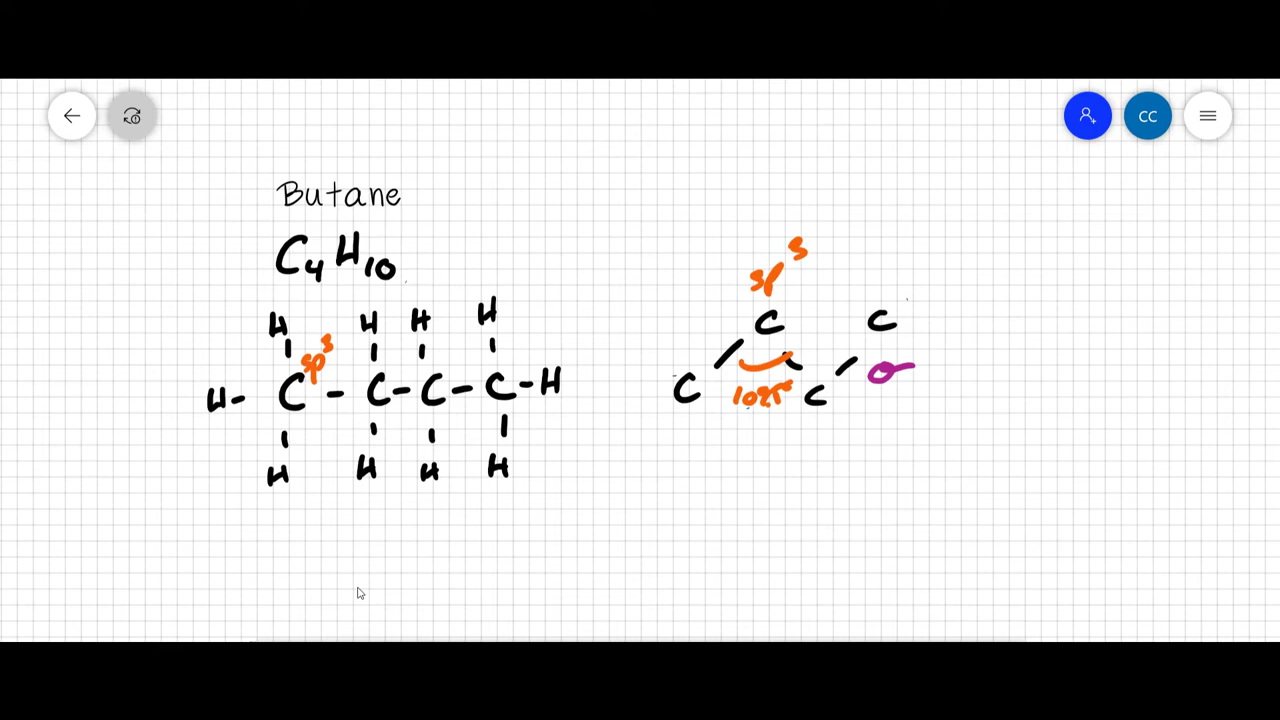 CC
Butane
C₄H₁₀
H H H H
sp³
H- C - C - C - C - H
H H H H
sp³
C C
C 109.5° C
σ